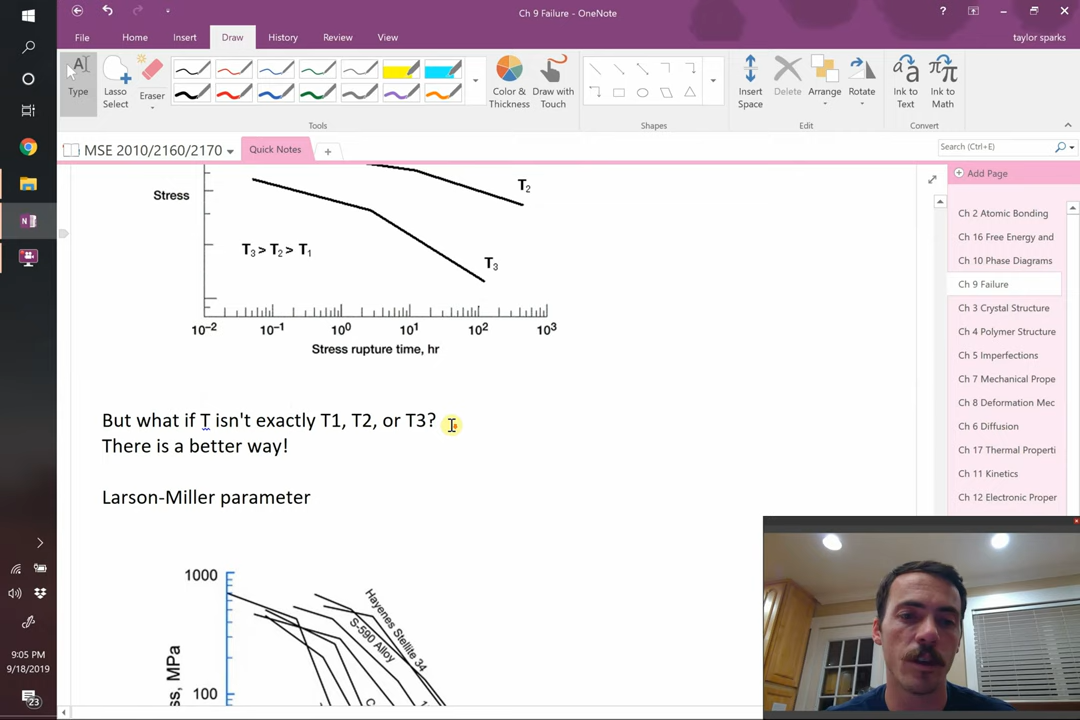 Ch 9 Failure - OneNote
taylor sparks
File
Home
Insert
Draw
History
Review
View
Type
Lasso
Select
Eraser
Color &
Thickness
Draw with
Touch
Insert
Space
Delete
Arrange
Rotate
Ink to
Text
Ink to
Math
Tools
Shapes
Edit
Convert
MSE 2010/2160/2170
Quick Notes
Search (Ctrl+E)
Add Page
Ch 2 Atomic Bonding
Ch 16 Free Energy and
Ch 10 Phase Diagrams
Ch 9 Failure
Ch 3 Crystal Structure
Ch 4 Polymer Structure
Ch 5 Imperfections
Ch 7 Mechanical Prope
Ch 8 Deformation Mec
Ch 6 Diffusion
Ch 17 Thermal Properti
Ch 11 Kinetics
Ch 12 Electronic Proper
Stress
T₂
T₃ > T₂ > T₁
T₃
10⁻² 10⁻¹ 10⁰ 10¹ 10² 10³
Stress rupture time, hr
But what if T isn't exactly T1, T2, or T3?
There is a better way!
Larson-Miller parameter
1000
100
Hayenes Stellite 34
S-590 Alloy
s, MPa
9:05 PM
9/18/2019
23